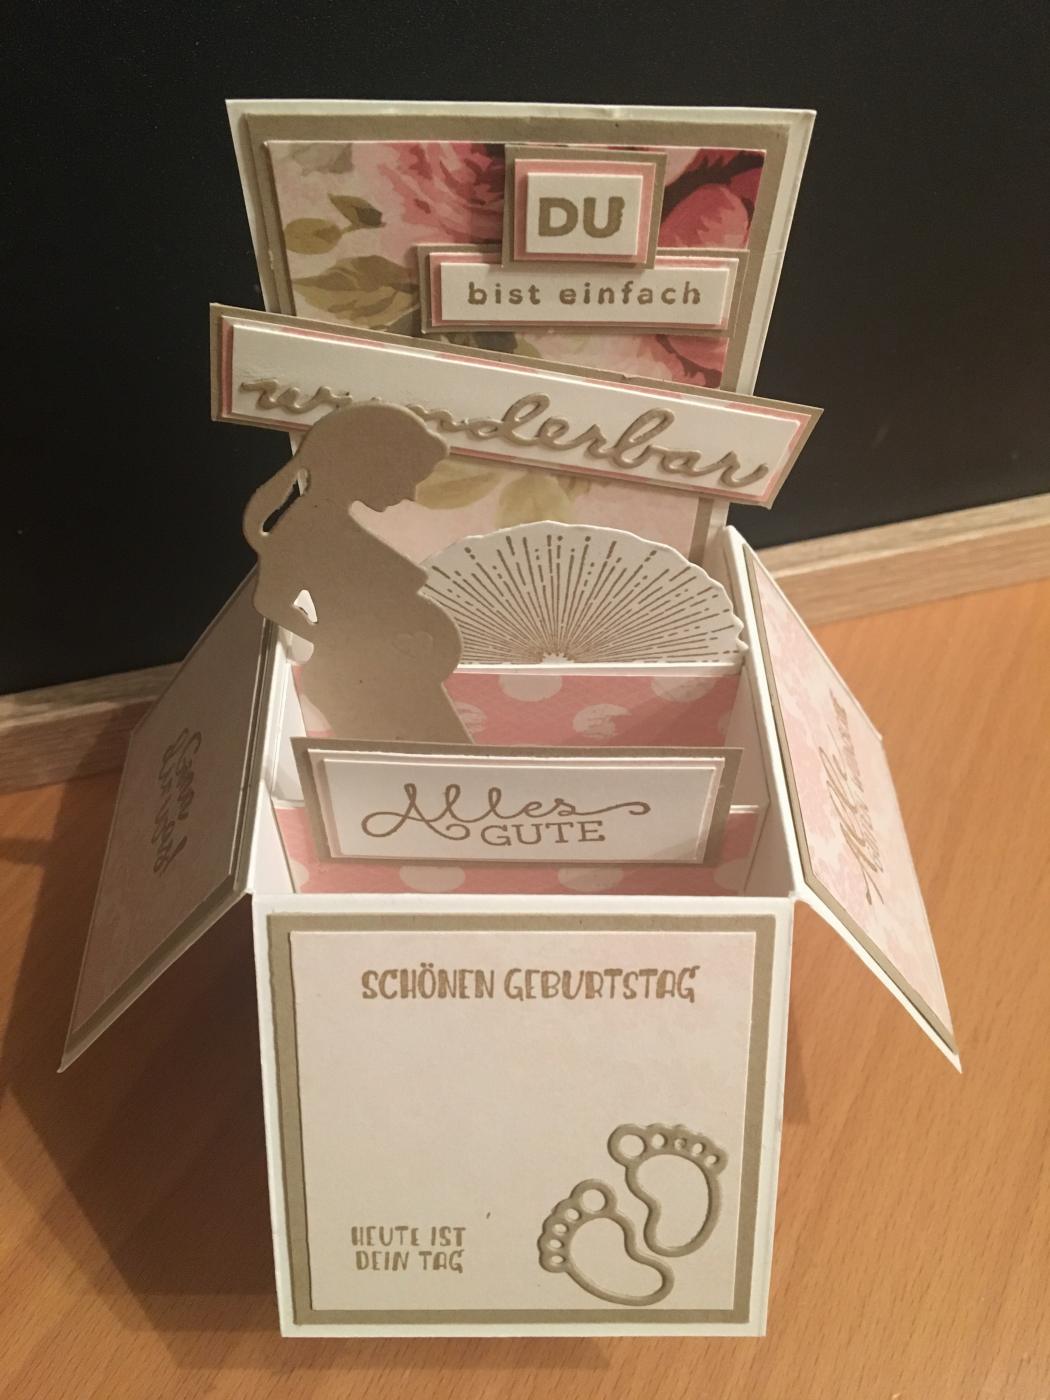 DU
bist einfach
wunderbar
Alles
GUTE
SCHÖNEN GEBURTSTAG
HEUTE IST
DEIN TAG